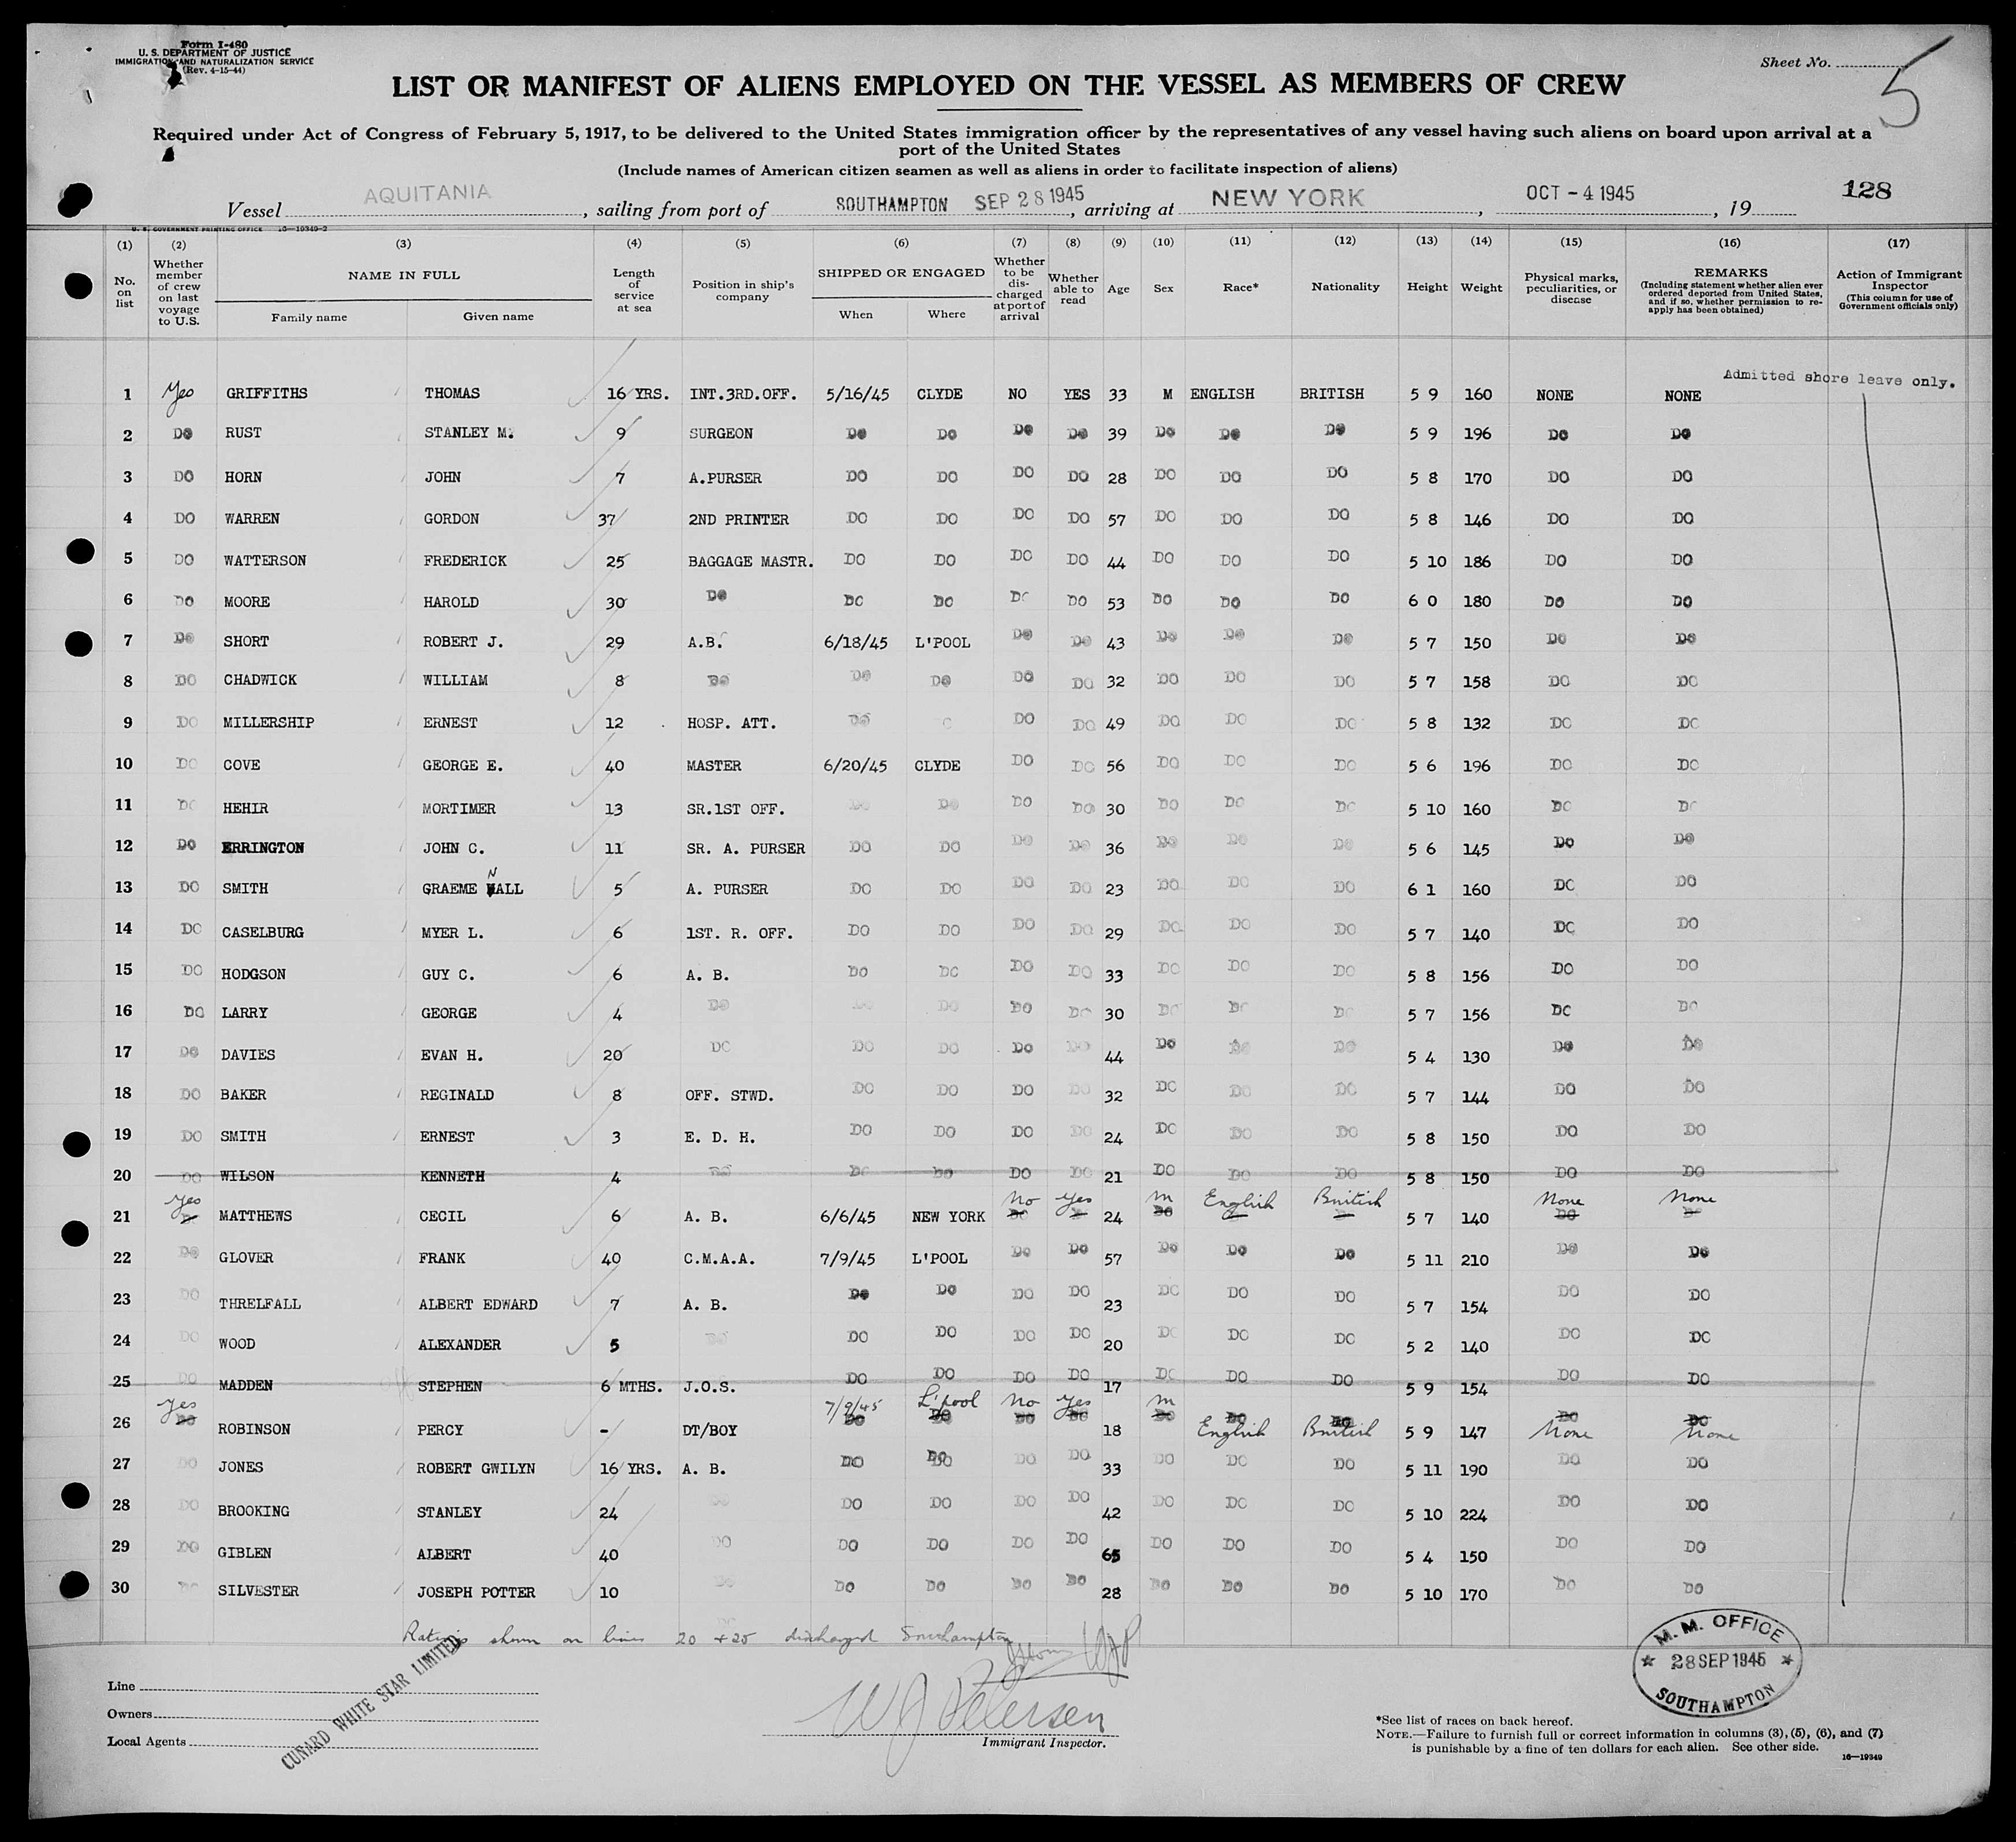 Form I-480
U. S. DEPARTMENT OF JUSTICE
IMMIGRATION AND NATURALIZATION SERVICE
(Rev. 4-15-44)
Sheet No. 5
LIST OR MANIFEST OF ALIENS EMPLOYED ON THE VESSEL AS MEMBERS OF CREW
Required under Act of Congress of February 5, 1917, to be delivered to the United States immigration officer by the representatives of any vessel having such aliens on board upon arrival at a
port of the United States
(Include names of American citizen seamen as well as aliens in order to facilitate inspection of aliens)
Vessel AQUITANIA, sailing from port of SOUTHAMPTON SEP 28 1945, arriving at NEW YORK, OCT - 4 1945, 19 128
U. S. GOVERNMENT PRINTING OFFICE 16—19349-2
(1) (2) (3) (4) (5) (6) (7) (8) (9) (10) (11) (12) (13) (14) (15) (16) (17)
No. on list
Whether member of crew on last voyage to U.S.
NAME IN FULL
Family name Given name
Length of service at sea
Position in ship's company
SHIPPED OR ENGAGED
When Where
Whether to be discharged at port of arrival
Whether able to read
Age
Sex
Race*
Nationality
Height
Weight
Physical marks, peculiarities, or disease
REMARKS
(Including statement whether alien ever ordered deported from United States, and if so, whether permission to reapply has been obtained)
Action of Immigrant Inspector
(This column for use of Government officials only)
Admitted shore leave only.
1 Yes GRIFFITHS THOMAS 16 YRS. INT.3RD.OFF. 5/16/45 CLYDE NO YES 33 M ENGLISH BRITISH 5 9 160 NONE NONE
2 DO RUST STANLEY M. 9 SURGEON DO DO DO DO 39 DO DO DO 5 9 196 DO DO
3 DO HORN JOHN 7 A.PURSER DO DO DO DO 28 DO DO DO 5 8 170 DO DO
4 DO WARREN GORDON 37 2ND PRINTER DO DO DO DO 57 DO DO DO 5 8 146 DO DO
5 DO WATTERSON FREDERICK 25 BAGGAGE MASTR. DO DO DO DO 44 DO DO DO 5 10 186 DO DO
6 DO MOORE HAROLD 30 DO DO DO DO DO 53 DO DO DO 6 0 180 DO DO
7 DO SHORT ROBERT J. 29 A.B. 6/18/45 L'POOL DO DO 43 DO DO DO 5 7 150 DO DO
8 DO CHADWICK WILLIAM 8 DO DO DO DO DO 32 DO DO DO 5 7 158 DO DO
9 DO MILLERSHIP ERNEST 12 HOSP. ATT. DO DO DO 49 DO DO DO 5 8 132 DO DO
10 DO COVE GEORGE E. 40 MASTER 6/20/45 CLYDE DO DO 56 DO DO DO 5 6 196 DO DO
11 DO HEHIR MORTIMER 13 SR.1ST OFF. DO DO DO DO 30 DO DO DO 5 10 160 DO DO
12 DO ERRINGTON JOHN C. 11 SR. A. PURSER DO DO DO DO 36 DO DO DO 5 6 145 DO DO
13 DO SMITH GRAEME NALL 5 A. PURSER DO DO DO DO 23 DO DO DO 6 1 160 DO DO
14 DO CASELBURG MYER L. 6 1ST. R. OFF. DO DO DO DO 29 DO DO DO 5 7 140 DO DO
15 DO HODGSON GUY C. 6 A. B. DO DO DO DO 33 DO DO DO 5 8 156 DO DO
16 DO LARRY GEORGE 4 DO DO DO DO DO 30 DO DO DO 5 7 156 DO DO
17 DO DAVIES EVAN H. 20 DO DO DO DO DO 44 DO DO DO 5 4 130 DO DO
18 DO BAKER REGINALD 8 OFF. STWD. DO DO DO DO 32 DO DO DO 5 7 144 DO DO
19 DO SMITH ERNEST 3 E. D. H. DO DO DO DO 24 DO DO DO 5 8 150 DO DO
20 DO WILSON KENNETH 4 DO DO DO DO DO 21 DO DO DO 5 8 150 DO DO
21 Yes MATTHEWS CECIL 6 A. B. 6/6/45 NEW YORK No Yes 24 M English British 5 7 140 None None
22 DO GLOVER FRANK 40 C.M.A.A. 7/9/45 L'POOL DO DO 57 DO DO DO 5 11 210 DO DO
23 DO THRELFALL ALBERT EDWARD 7 A. B. DO DO DO DO 23 DO DO DO 5 7 154 DO DO
24 DO WOOD ALEXANDER 5 DO DO DO DO DO 20 DO DO DO 5 2 140 DO DO
25 DO MADDEN STEPHEN 6 MTHS. J.O.S. DO DO DO DO 17 DO DO DO 5 9 154 DO DO
26 Yes ROBINSON PERCY - DT/BOY 7/9/45 L'pool No Yes 18 M English British 5 9 147 None None
27 DO JONES ROBERT GWILYN 16 YRS. A. B. DO DO DO DO 33 DO DO DO 5 11 190 DO DO
28 DO BROOKING STANLEY 24 DO DO DO DO DO 42 DO DO DO 5 10 224 DO DO
29 DO GIBLEN ALBERT 40 DO DO DO DO DO 65 DO DO DO 5 4 150 DO DO
30 DO SILVESTER JOSEPH POTTER 10 DO DO DO DO DO 28 DO DO DO 5 10 170 DO DO
Ratings shown on lines 20 + 25 discharged Southampton
Line
Owners
Local Agents
CUNARD WHITE STAR LIMITED
W J Petersen
Immigrant Inspector.
M. M. OFFICE
28 SEP 1945
SOUTHAMPTON
*See list of races on back hereof.
NOTE.—Failure to furnish full or correct information in columns (3), (5), (6), and (7)
is punishable by a fine of ten dollars for each alien. See other side.
16—19349